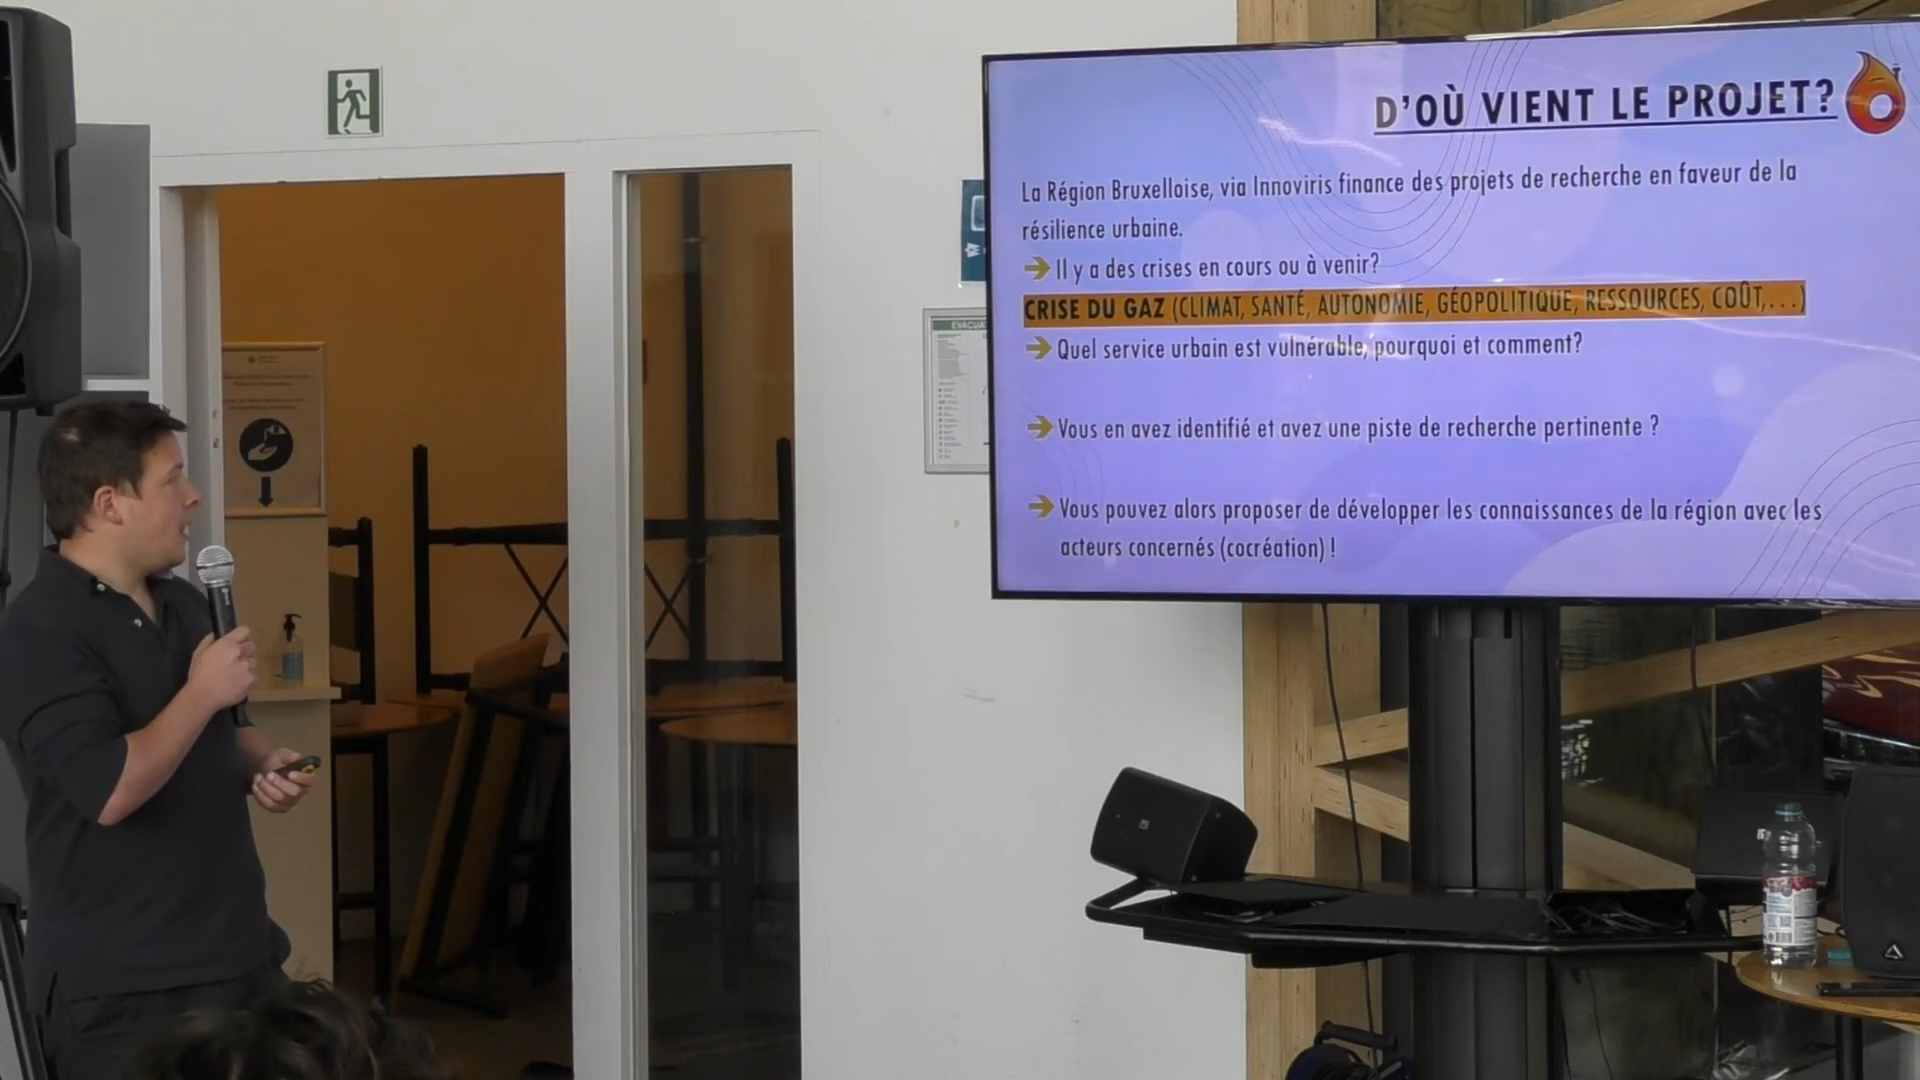 D'OÙ VIENT LE PROJET?
La Région Bruxelloise, via Innoviris finance des projets de recherche en faveur de la
résilience urbaine.
Il y a des crises en cours ou à venir?
CRISE DU GAZ (CLIMAT, SANTÉ, AUTONOMIE, GÉOPOLITIQUE, RESSOURCES, COÛT,...)
Quel service urbain est vulnérable, pourquoi et comment?
Vous en avez identifié et avez une piste de recherche pertinente ?
Vous pouvez alors proposer de développer les connaissances de la région avec les
acteurs concernés (cocréation) !